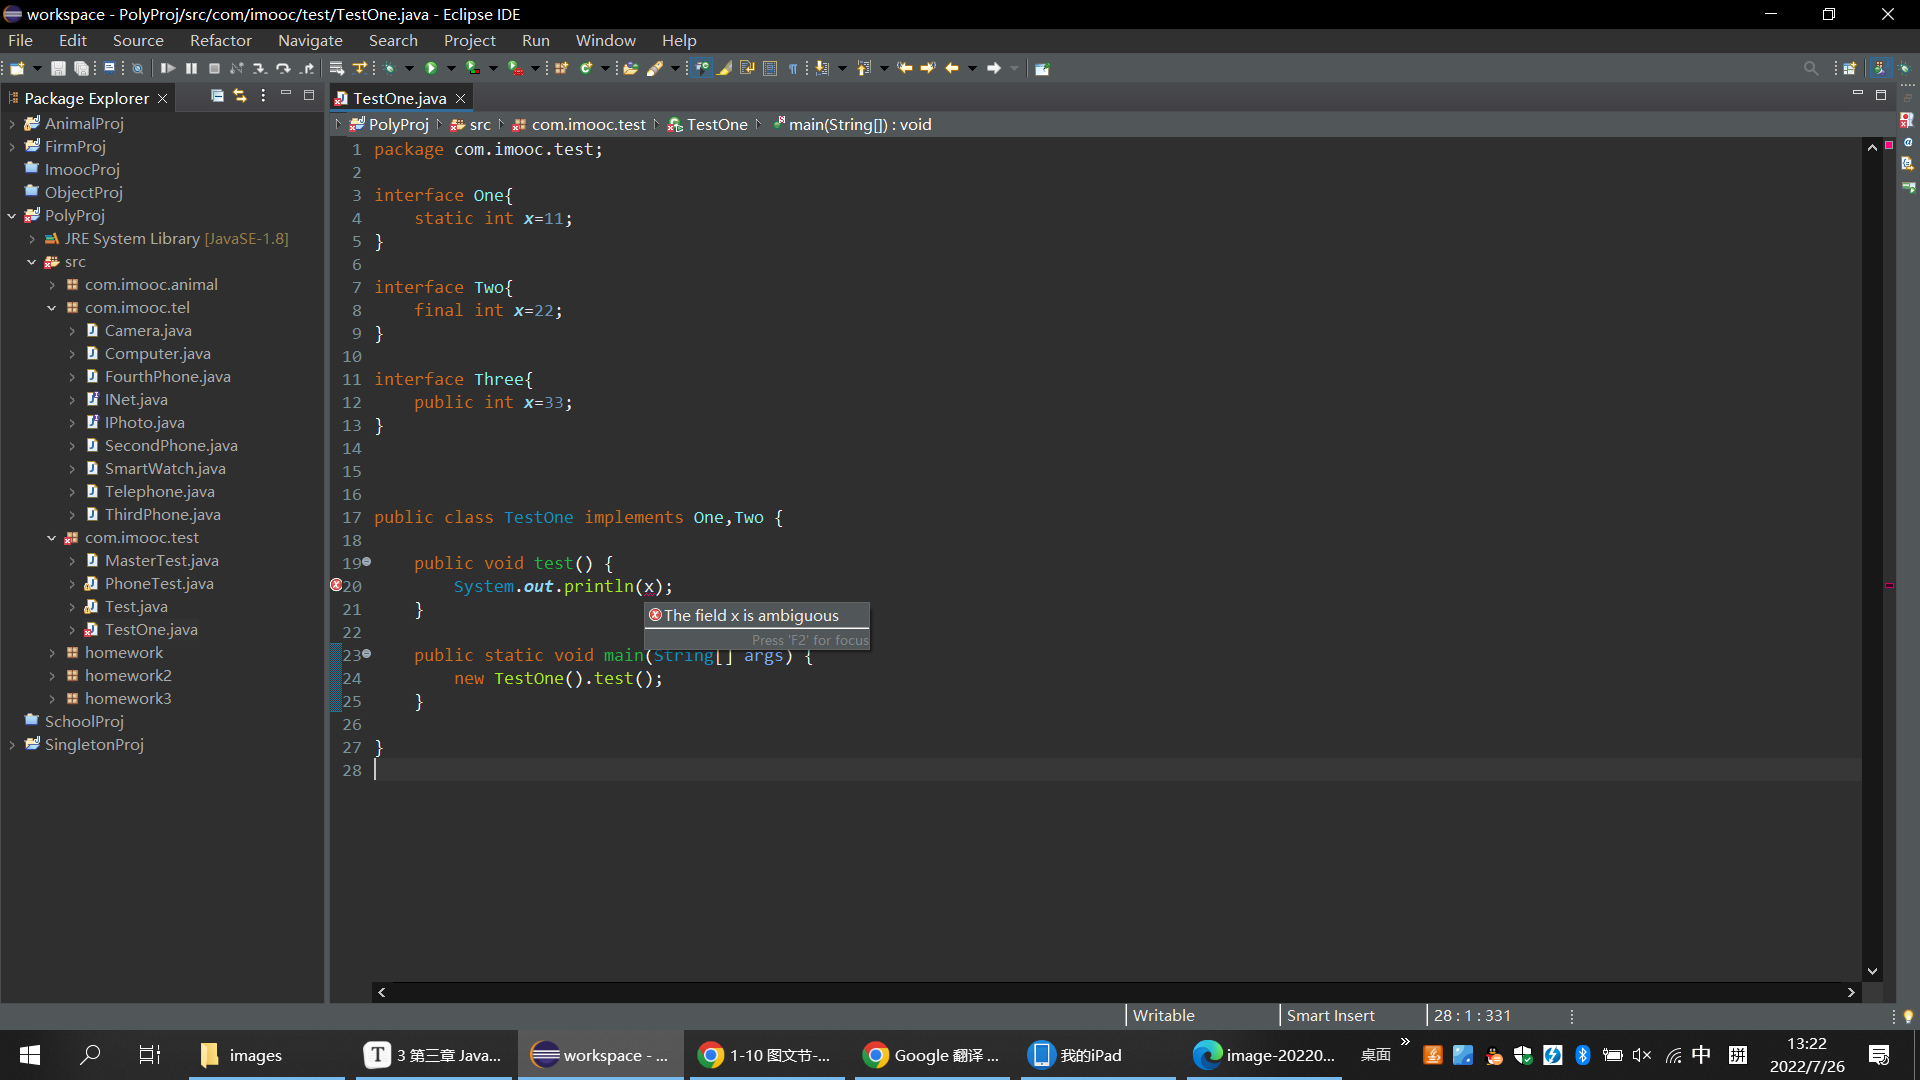 workspace - PolyProj/src/com/imooc/test/TestOne.java - Eclipse IDE
File Edit Source Refactor Navigate Search Project Run Window Help
Package Explorer
AnimalProj
FirmProj
ImoocProj
ObjectProj
PolyProj
JRE System Library [JavaSE-1.8]
src
com.imooc.animal
com.imooc.tel
Camera.java
Computer.java
FourthPhone.java
INet.java
IPhoto.java
SecondPhone.java
SmartWatch.java
Telephone.java
ThirdPhone.java
com.imooc.test
MasterTest.java
PhoneTest.java
Test.java
TestOne.java
homework
homework2
homework3
SchoolProj
SingletonProj
TestOne.java
PolyProj src com.imooc.test TestOne main(String[]) : void
1 package com.imooc.test;
2
3 interface One{
4 static int x=11;
5 }
6
7 interface Two{
8 final int x=22;
9 }
10
11 interface Three{
12 public int x=33;
13 }
14
15
16
17 public class TestOne implements One,Two {
18
19 public void test() {
20 System.out.println(x);
21 }
The field x is ambiguous
22
Press 'F2' for focus
23 public static void main(String[] args) {
24 new TestOne().test();
25 }
26
27 }
28
Writable Smart Insert 28 : 1 : 331
images
3 第三章 Java...
workspace - ...
1-10 图文节-...
Google 翻译 ...
我的iPad
image-20220...
桌面
中
拼
13:22
2022/7/26